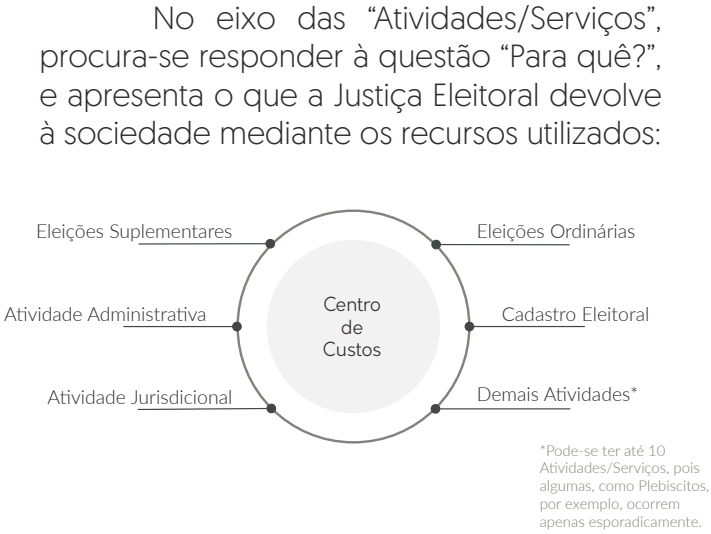 No eixo das “Atividades/Serviços”,
procura-se responder à questão “Para quê?”,
e apresenta o que a Justiça Eleitoral devolve
à sociedade mediante os recursos utilizados:
Eleições Suplementares
Eleições Ordinárias
Atividade Administrativa
Centro
de
Custos
Cadastro Eleitoral
Atividade Jurisdicional
Demais Atividades*
*Pode-se ter até 10
Atividades/Serviços, pois
algumas, como Plebiscitos,
por exemplo, ocorrem
apenas esporadicamente.